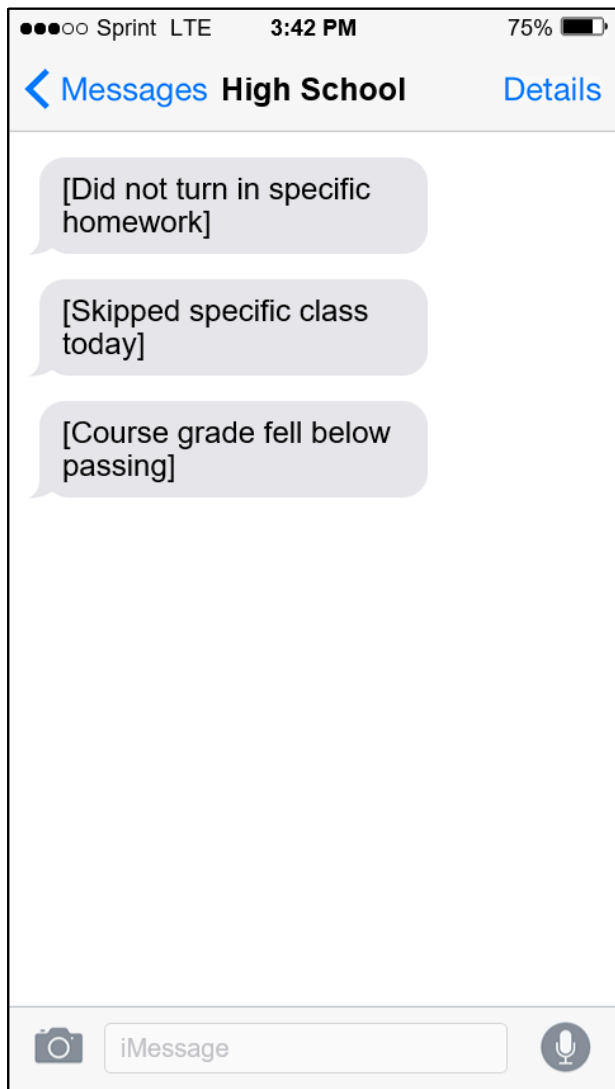 Sprint LTE 3:42 PM 75%
Messages High School Details
[Did not turn in specific
homework]
[Skipped specific class
today]
[Course grade fell below
passing]
iMessage